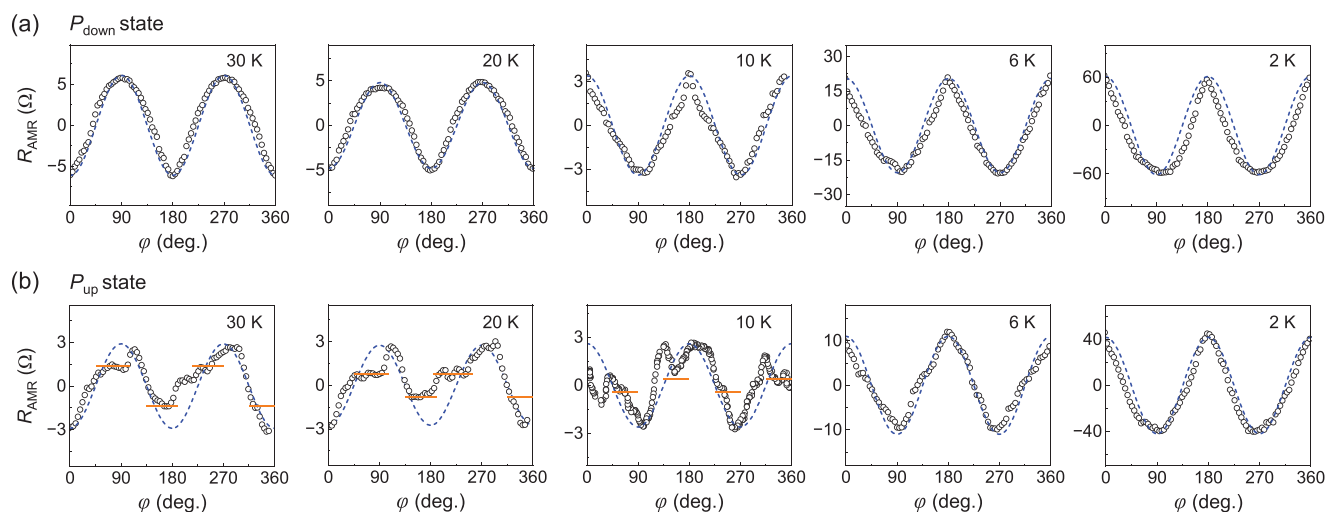 (a) P_down state
30 K
20 K
10 K
6 K
2 K
R_AMR (Ω)
5
0
−5
0 90 180 270 360
φ (deg.)
5
0
−5
0 90 180 270 360
φ (deg.)
3
0
−3
0 90 180 270 360
φ (deg.)
30
15
0
−15
−30
0 90 180 270 360
φ (deg.)
60
0
−60
0 90 180 270 360
φ (deg.)
(b) P_up state
30 K
20 K
10 K
6 K
2 K
R_AMR (Ω)
3
0
−3
0 90 180 270 360
φ (deg.)
3
0
−3
0 90 180 270 360
φ (deg.)
3
0
−3
0 90 180 270 360
φ (deg.)
10
0
−10
0 90 180 270 360
φ (deg.)
40
0
−40
0 90 180 270 360
φ (deg.)